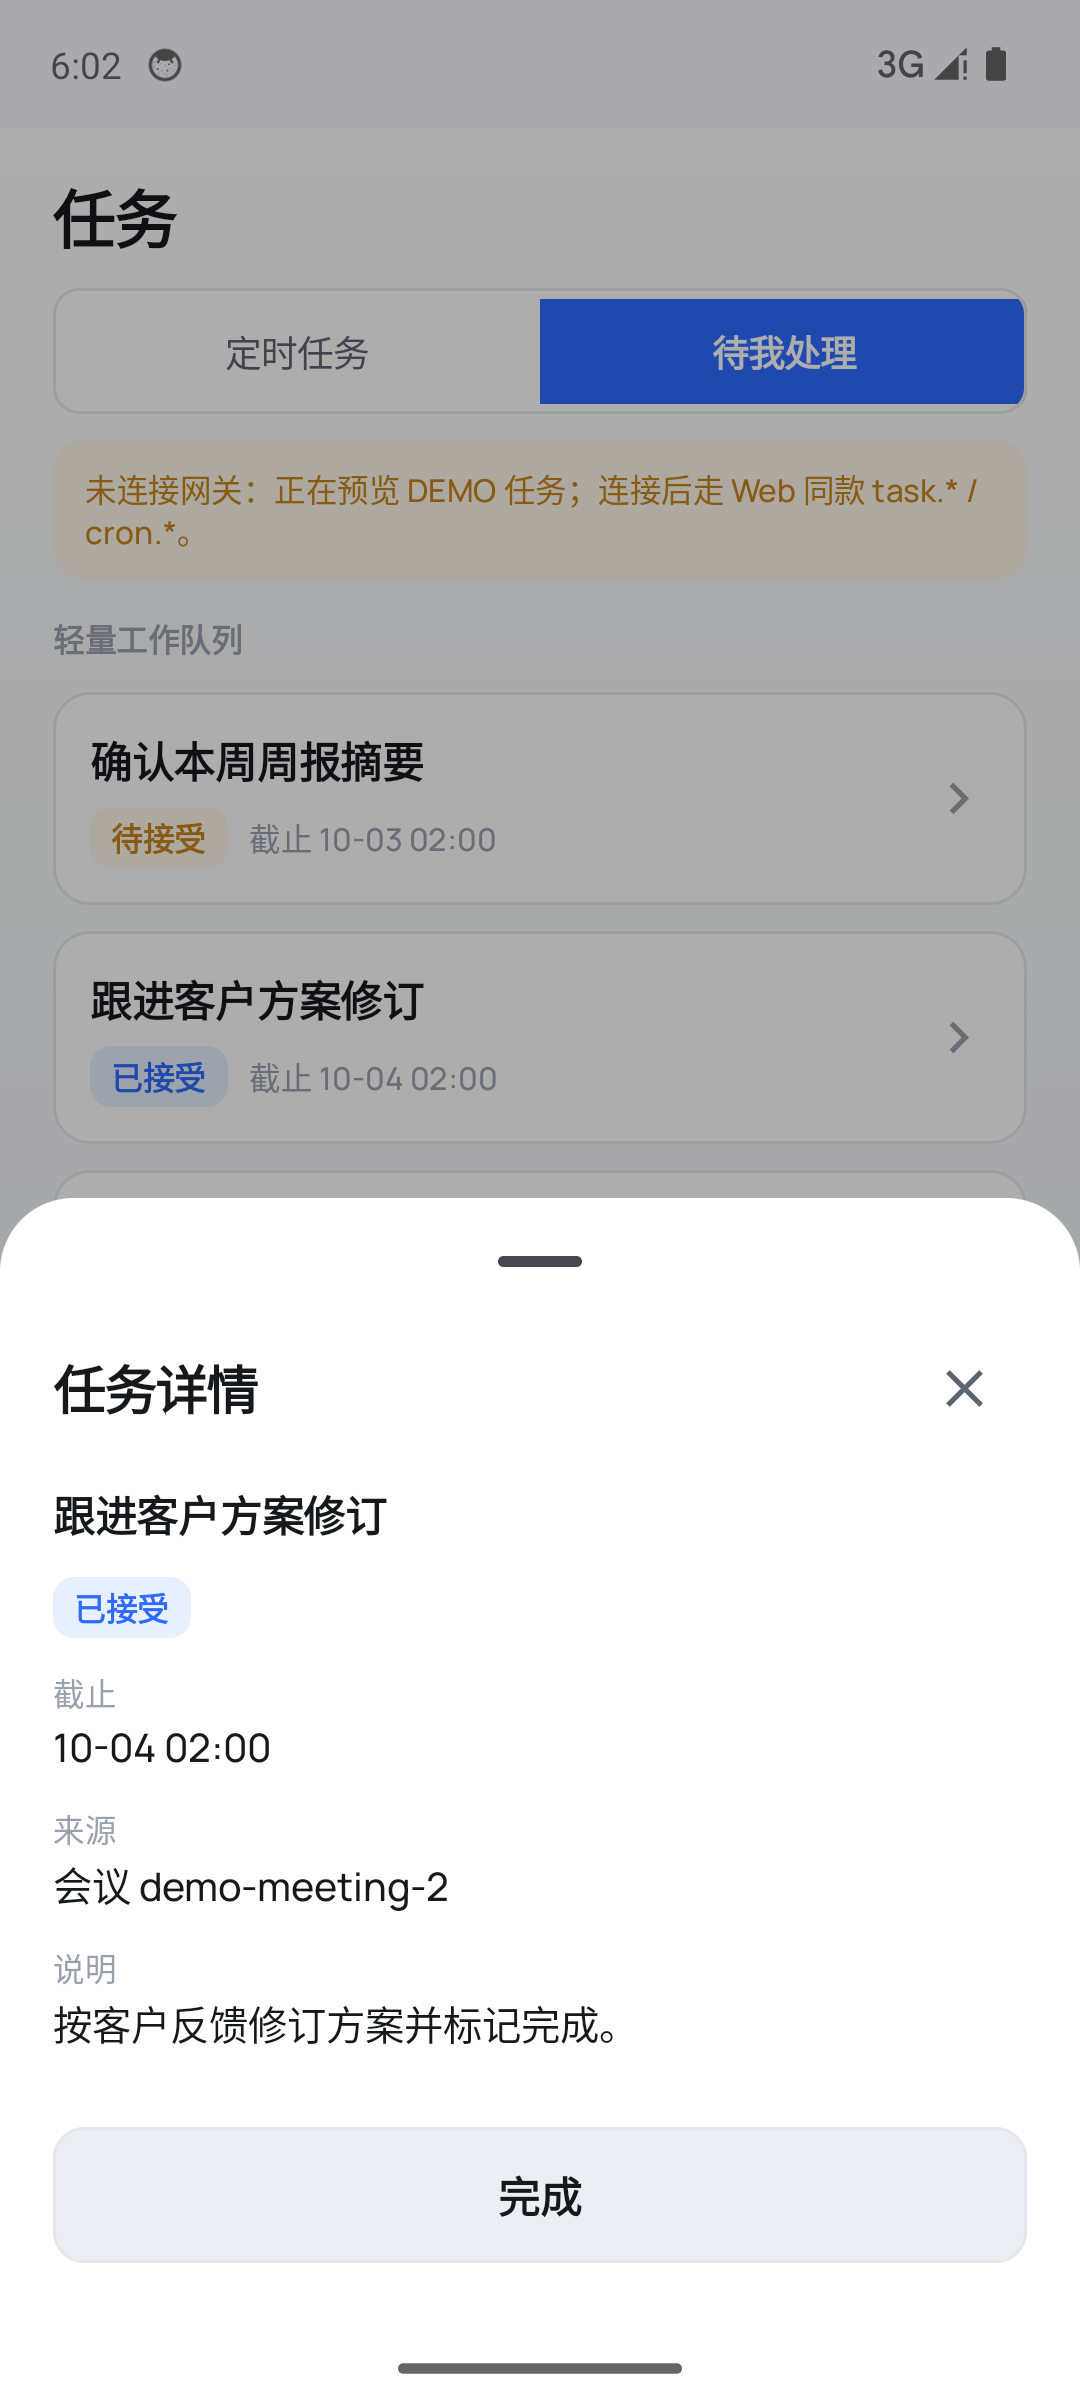 6:02
3G
任务
定时任务
待我处理
未连接网关：正在预览 DEMO 任务；连接后走 Web 同款 task.* /
cron.*。
轻量工作队列
确认本周周报摘要
待接受 截止 10-03 02:00
跟进客户方案修订
已接受 截止 10-04 02:00
任务详情
跟进客户方案修订
已接受
截止
10-04 02:00
来源
会议 demo-meeting-2
说明
按客户反馈修订方案并标记完成。
完成